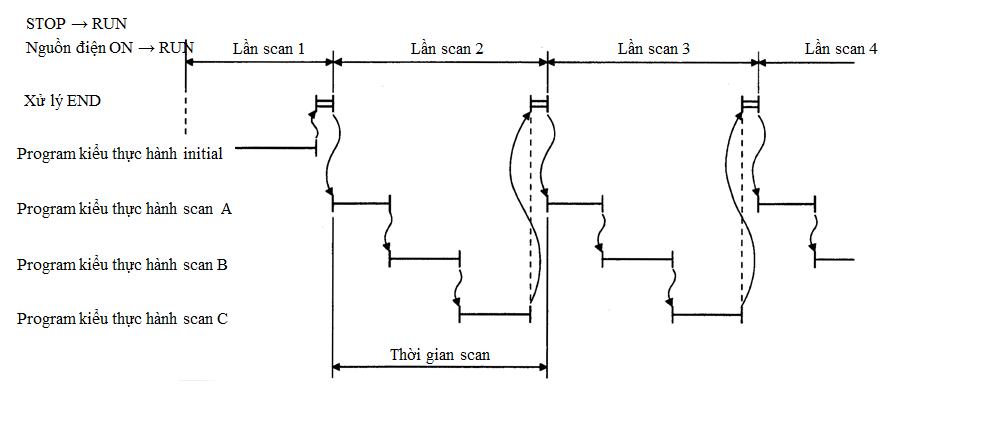 STOP → RUN
Nguồn điện ON → RUN
Lần scan 1
Lần scan 2
Lần scan 3
Lần scan 4
Xử lý END
Program kiểu thực hành initial
Program kiểu thực hành scan A
Program kiểu thực hành scan B
Program kiểu thực hành scan C
Thời gian scan